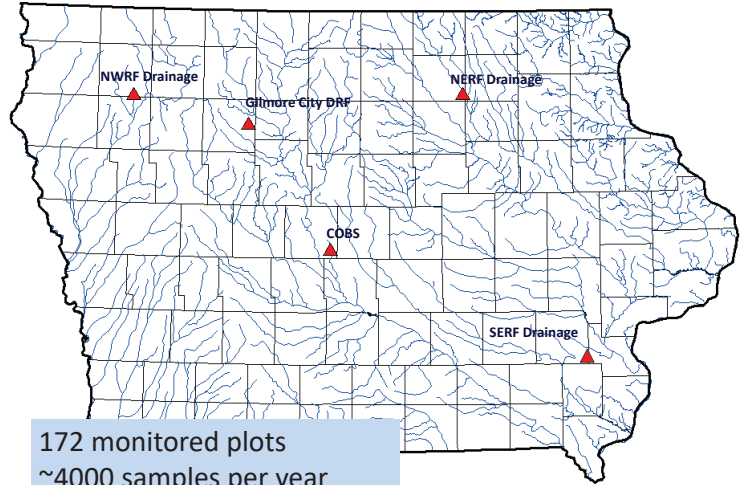 NWRF Drainage
NERF Drainage
Gilmore City DRF
COBS
SERF Drainage
172 monitored plots
~4000 samples per year